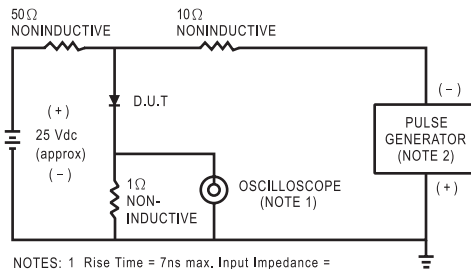 50Ω
NONINDUCTIVE
10Ω
NONINDUCTIVE
(+)
25 Vdc
(approx)
(−)
D.U.T
1Ω
NON-
INDUCTIVE
OSCILLOSCOPE
(NOTE 1)
(−)
PULSE
GENERATOR
(NOTE 2)
(+)
NOTES: 1 Rise Time = 7ns max. Input Impedance =